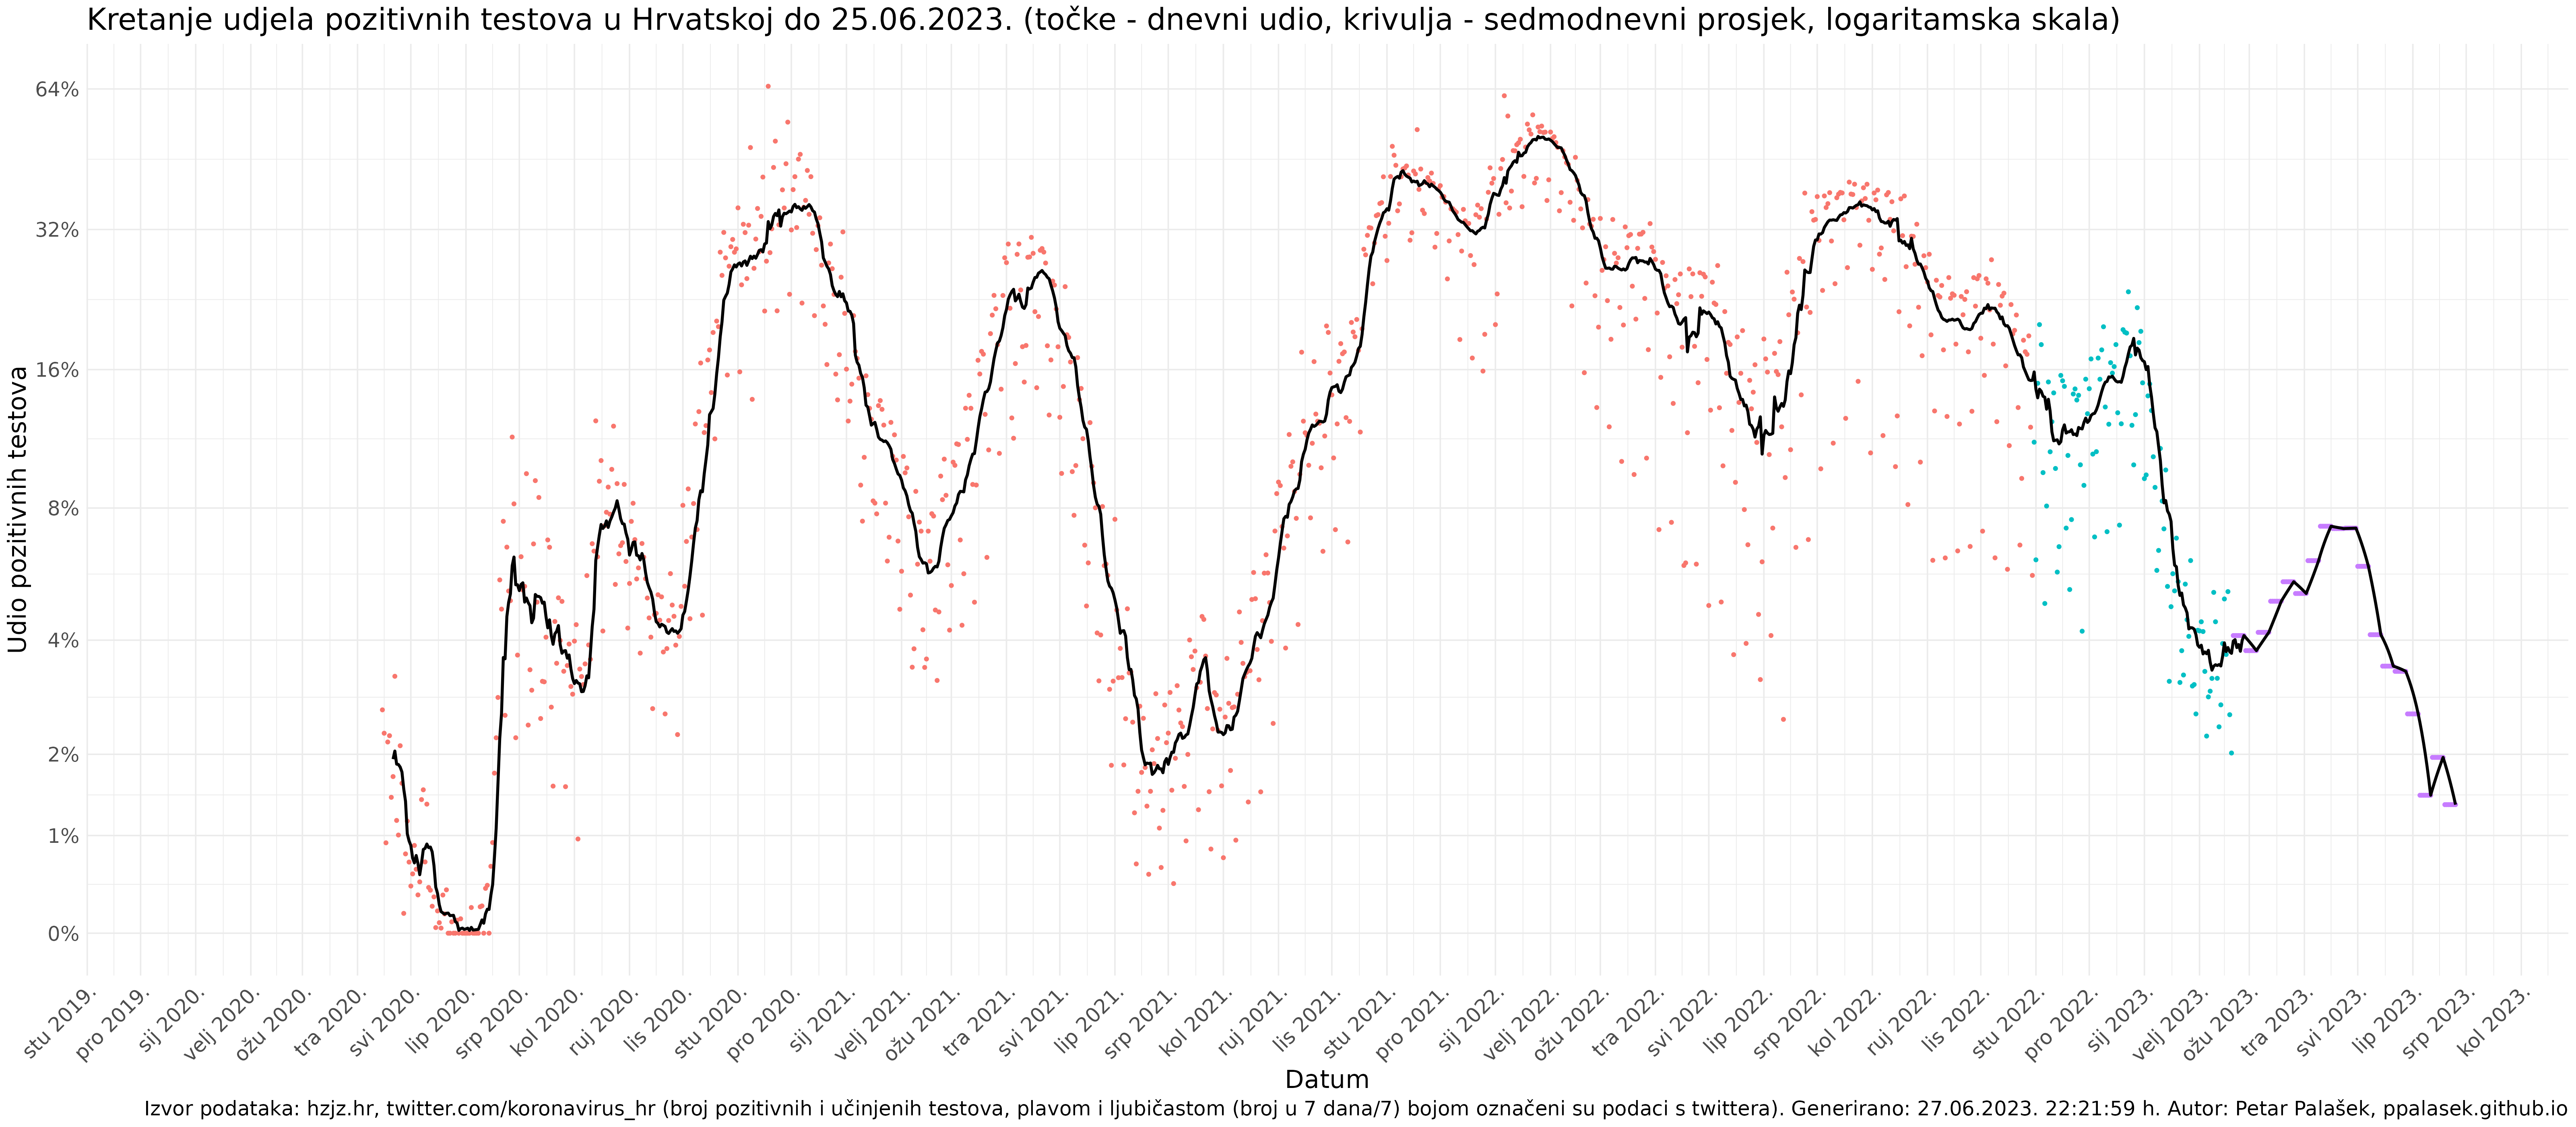 Kretanje udjela pozitivnih testova u Hrvatskoj do 25.06.2023. (točke - dnevni udio, krivulja - sedmodnevni prosjek, logaritamska skala)
Udio pozitivnih testova
64%
32%
16%
8%
4%
2%
1%
0%
stu 2019.
pro 2019.
sij 2020.
velj 2020.
ožu 2020.
tra 2020.
svi 2020.
lip 2020.
srp 2020.
kol 2020.
ruj 2020.
lis 2020.
stu 2020.
pro 2020.
sij 2021.
velj 2021.
ožu 2021.
tra 2021.
svi 2021.
lip 2021.
srp 2021.
kol 2021.
ruj 2021.
lis 2021.
stu 2021.
pro 2021.
sij 2022.
velj 2022.
ožu 2022.
tra 2022.
svi 2022.
lip 2022.
srp 2022.
kol 2022.
ruj 2022.
lis 2022.
stu 2022.
pro 2022.
sij 2023.
velj 2023.
ožu 2023.
tra 2023.
svi 2023.
lip 2023.
srp 2023.
kol 2023.
Datum
Izvor podataka: hzjz.hr, twitter.com/koronavirus_hr (broj pozitivnih i učinjenih testova, plavom i ljubičastom (broj u 7 dana/7) bojom označeni su podaci s twittera). Generirano: 27.06.2023. 22:21:59 h. Autor: Petar Palašek, ppalasek.github.io